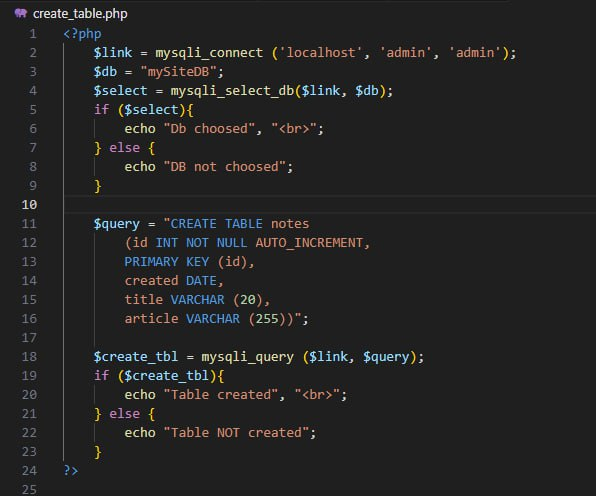 create_table.php
1 <?php
2 $link = mysqli_connect ('localhost', 'admin', 'admin');
3 $db = "mySiteDB";
4 $select = mysqli_select_db($link, $db);
5 if ($select){
6 echo "Db choosed", "<br>";
7 } else {
8 echo "DB not choosed";
9 }
10
11 $query = "CREATE TABLE notes
12 (id INT NOT NULL AUTO_INCREMENT,
13 PRIMARY KEY (id),
14 created DATE,
15 title VARCHAR (20),
16 article VARCHAR (255))";
17
18 $create_tbl = mysqli_query ($link, $query);
19 if ($create_tbl){
20 echo "Table created", "<br>";
21 } else {
22 echo "Table NOT created";
23 }
24 ?>
25